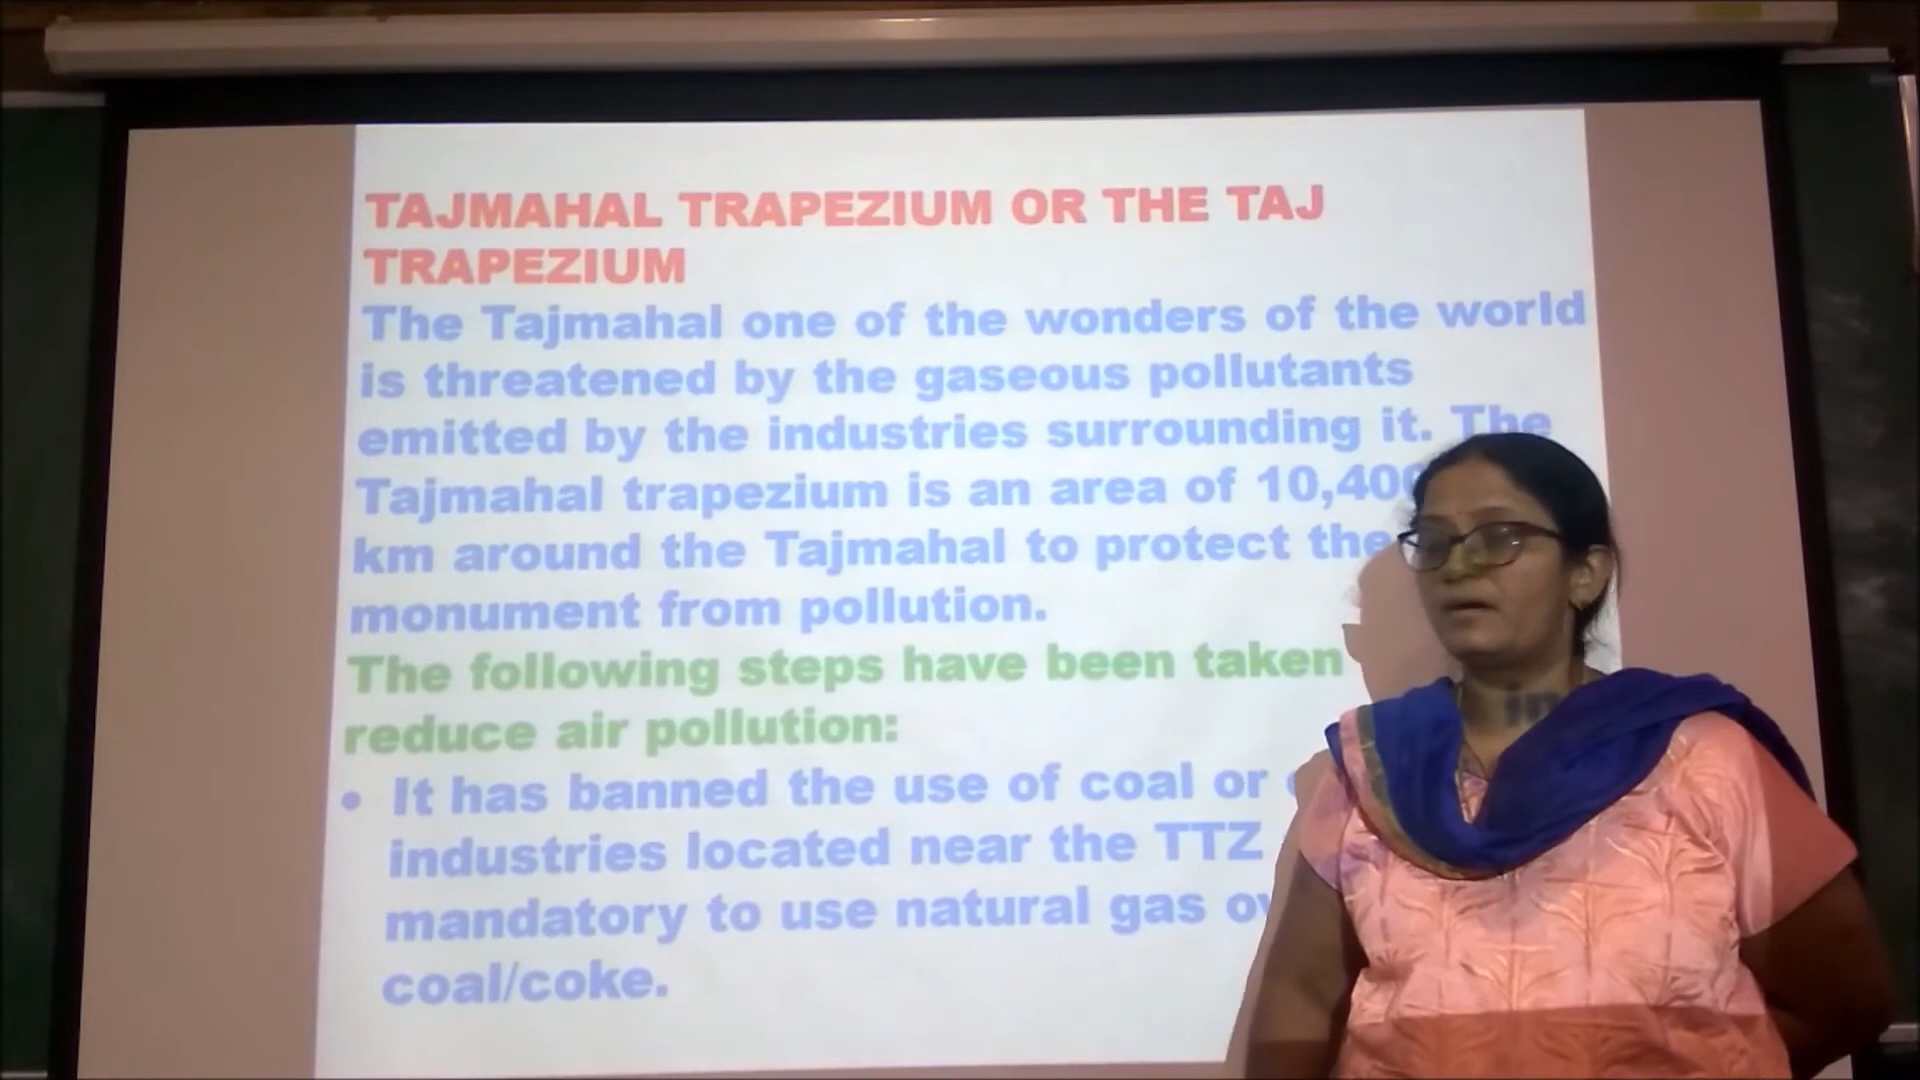 TAJMAHAL TRAPEZIUM OR THE TAJ
TRAPEZIUM
The Tajmahal one of the wonders of the world
is threatened by the gaseous pollutants
emitted by the industries surrounding it. The
Tajmahal trapezium is an area of 10,400
km around the Tajmahal to protect the
monument from pollution.
The following steps have been taken
reduce air pollution:
• It has banned the use of coal or
industries located near the TTZ
mandatory to use natural gas
coal/coke.